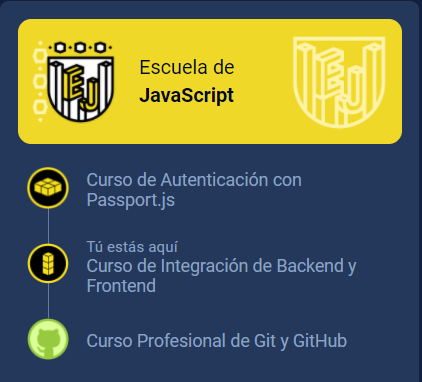 Escuela de
JavaScript
EJ
EJ
Curso de Autenticación con
Passport.js
Tú estás aquí
Curso de Integración de Backend y
Frontend
Curso Profesional de Git y GitHub